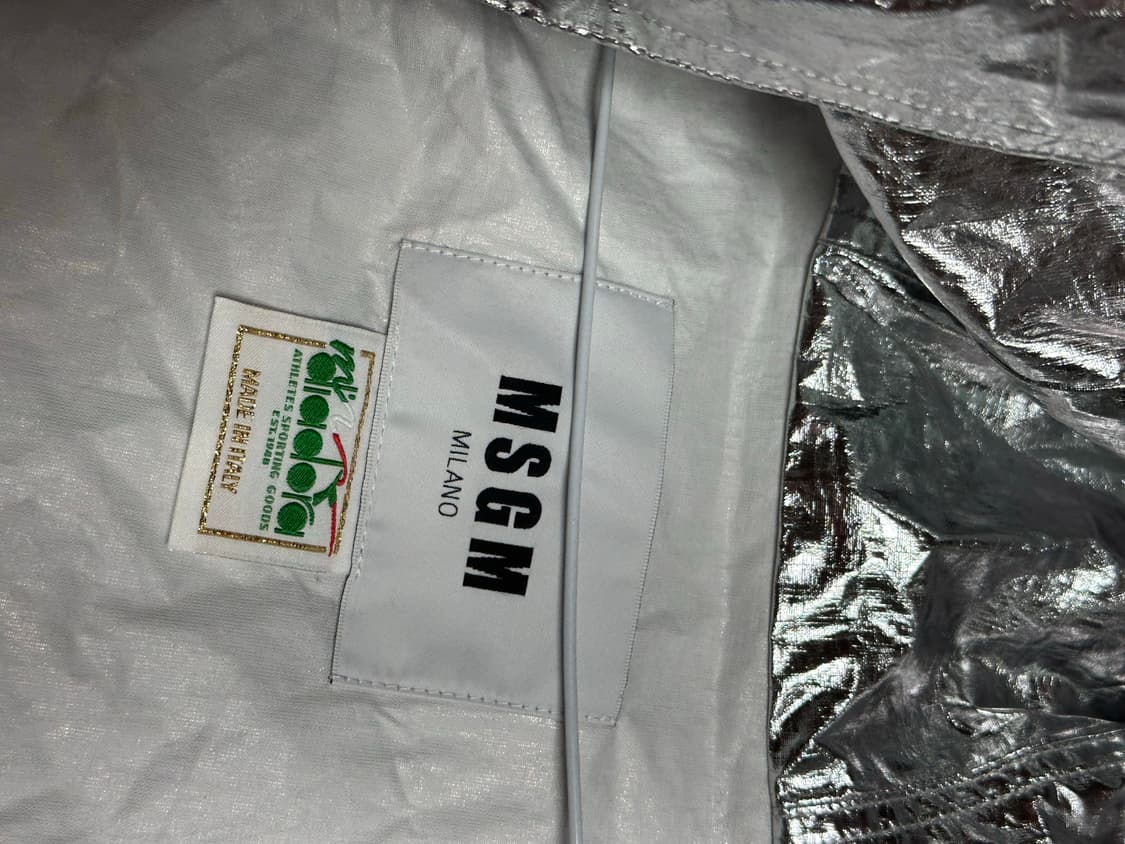 MSGM
MILANO
diadora
ATHLETES SPORTING GOODS
EST.1948
MADE IN ITALY